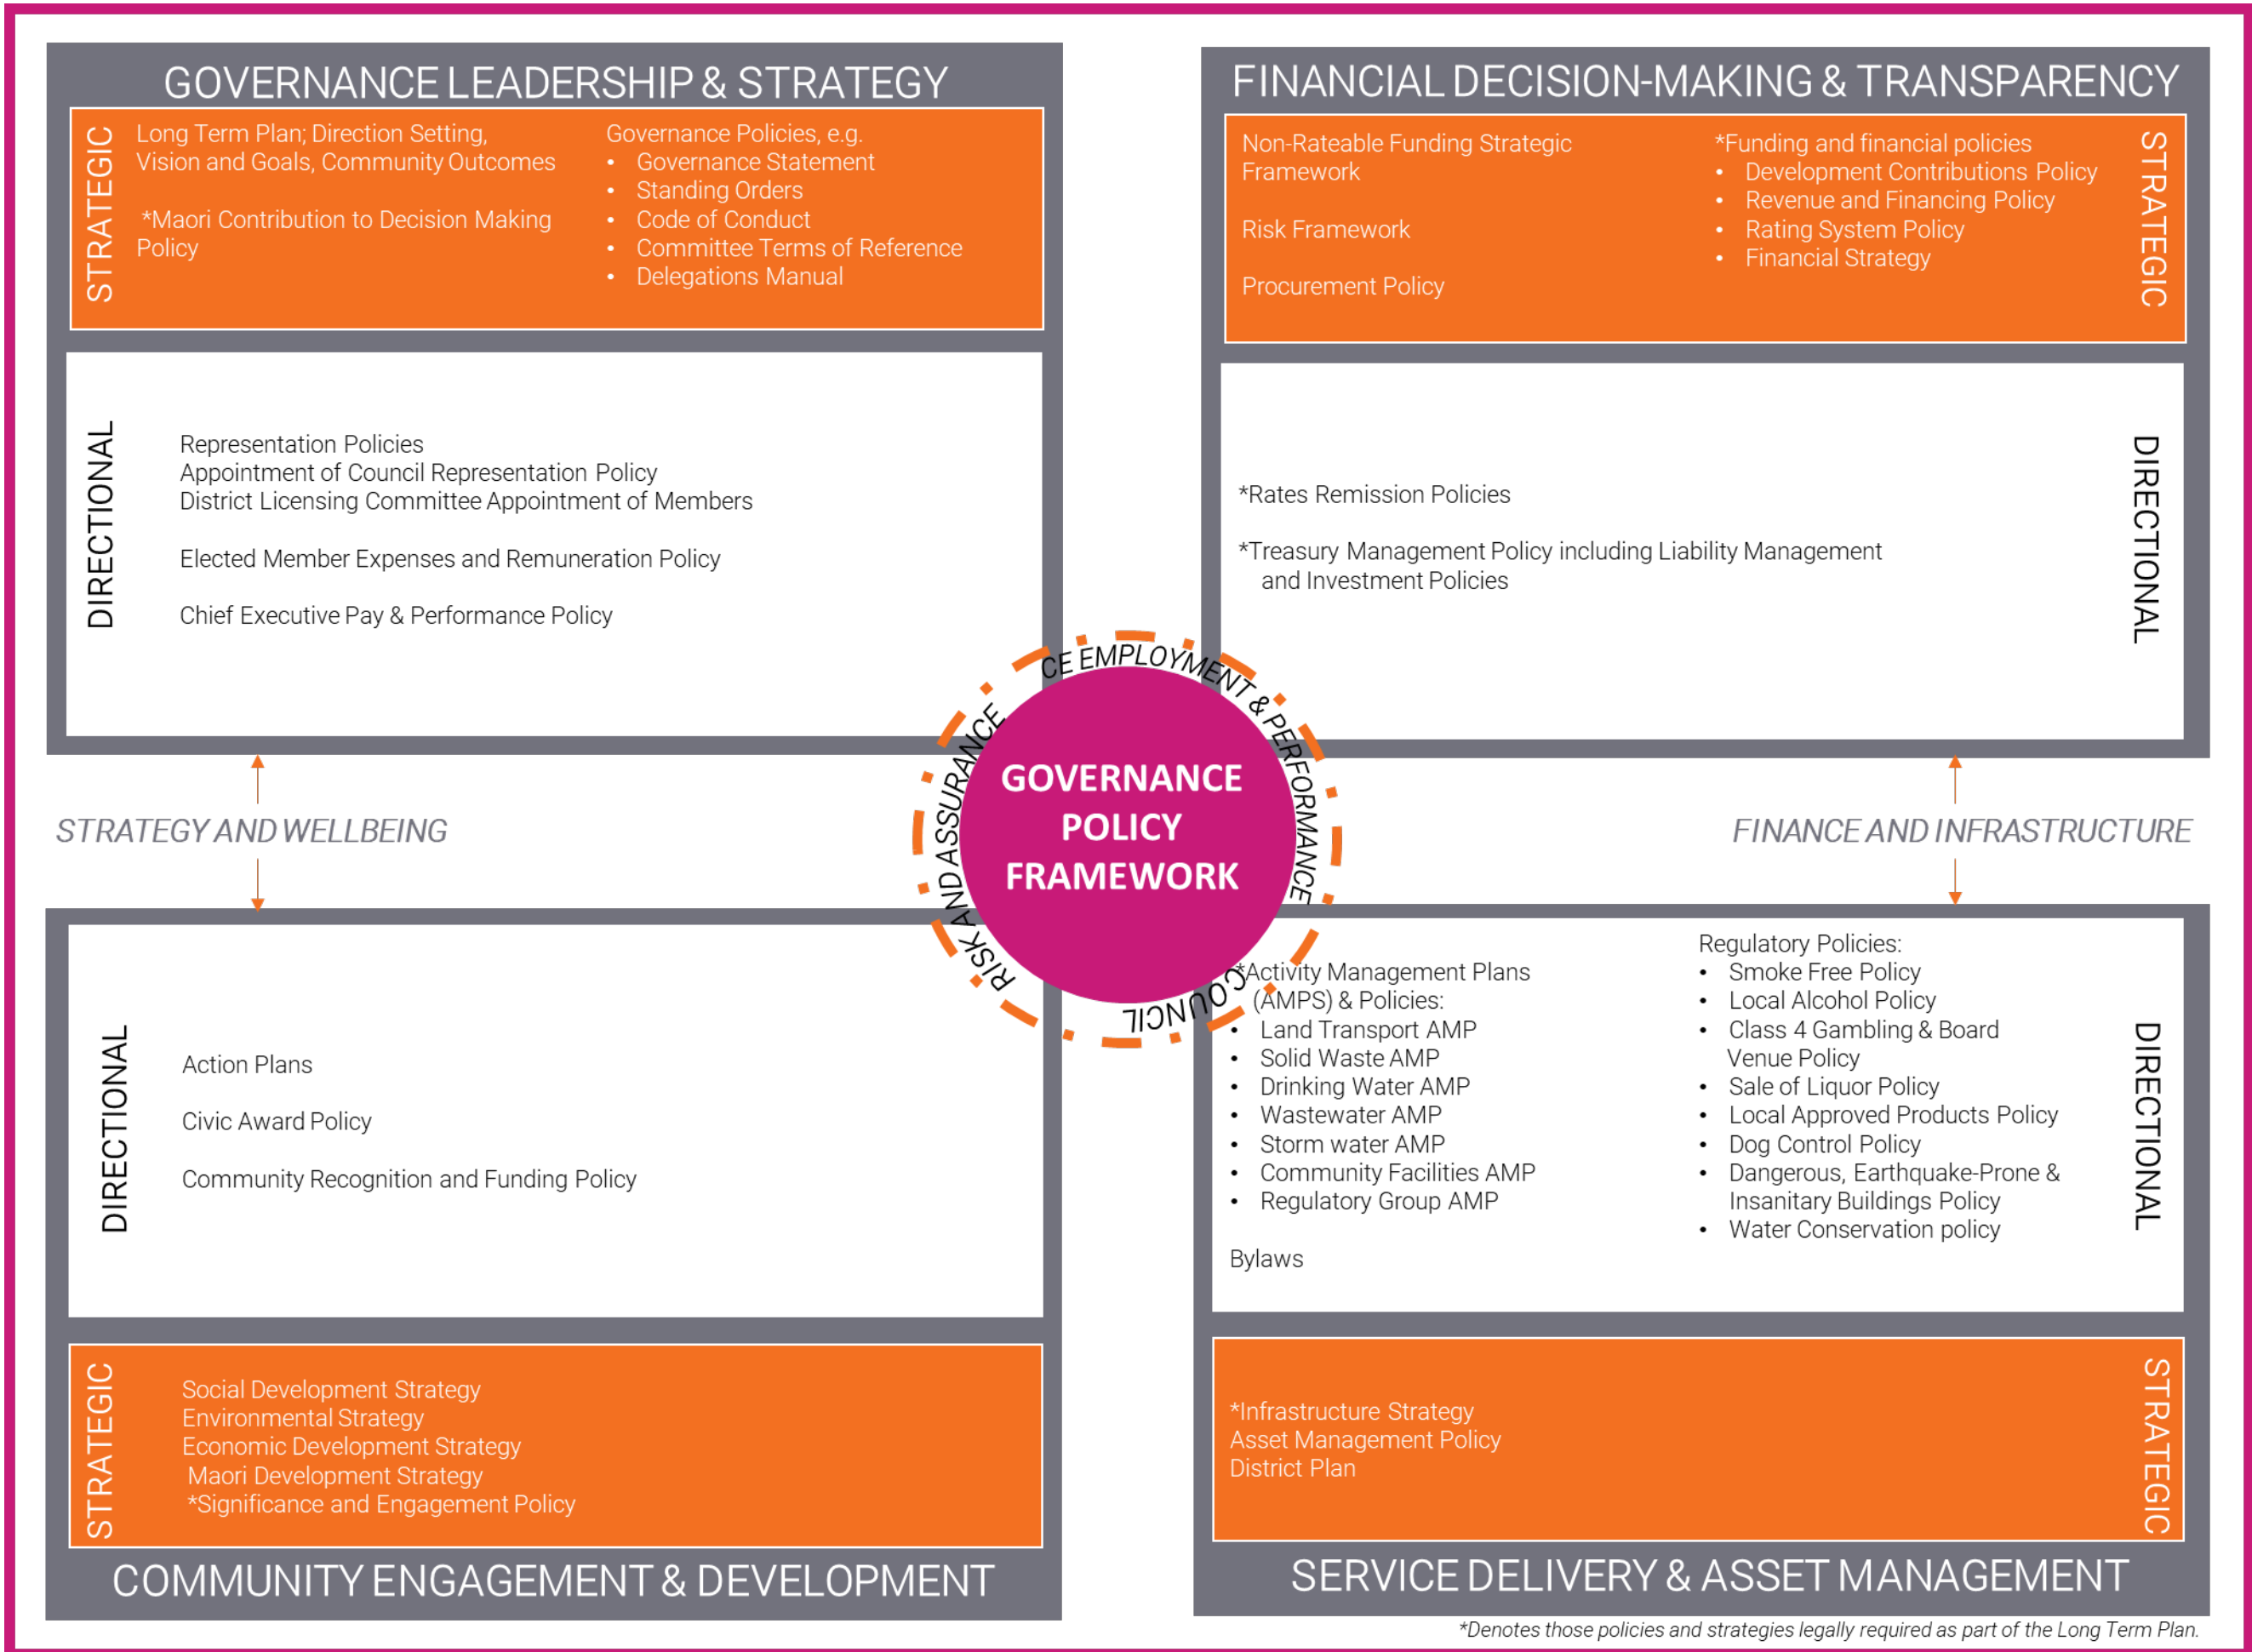 GOVERNANCE LEADERSHIP & STRATEGY
STRATEGIC
Long Term Plan; Direction Setting,
Vision and Goals, Community Outcomes
*Maori Contribution to Decision Making
Policy
Governance Policies, e.g.
• Governance Statement
• Standing Orders
• Code of Conduct
• Committee Terms of Reference
• Delegations Manual
DIRECTIONAL
Representation Policies
Appointment of Council Representation Policy
District Licensing Committee Appointment of Members
Elected Member Expenses and Remuneration Policy
Chief Executive Pay & Performance Policy
FINANCIAL DECISION-MAKING & TRANSPARENCY
Non-Rateable Funding Strategic
Framework
Risk Framework
Procurement Policy
*Funding and financial policies
• Development Contributions Policy
• Revenue and Financing Policy
• Rating System Policy
• Financial Strategy
STRATEGIC
*Rates Remission Policies
*Treasury Management Policy including Liability Management
and Investment Policies
DIRECTIONAL
STRATEGY AND WELLBEING
RISK AND ASSURANCE
CE EMPLOYMENT & PERFORMANCE
COUNCIL
GOVERNANCE
POLICY
FRAMEWORK
FINANCE AND INFRASTRUCTURE
DIRECTIONAL
Action Plans
Civic Award Policy
Community Recognition and Funding Policy
STRATEGIC
Social Development Strategy
Environmental Strategy
Economic Development Strategy
Maori Development Strategy
*Significance and Engagement Policy
COMMUNITY ENGAGEMENT & DEVELOPMENT
*Activity Management Plans
(AMPS) & Policies:
• Land Transport AMP
• Solid Waste AMP
• Drinking Water AMP
• Wastewater AMP
• Storm water AMP
• Community Facilities AMP
• Regulatory Group AMP
Bylaws
Regulatory Policies:
• Smoke Free Policy
• Local Alcohol Policy
• Class 4 Gambling & Board
Venue Policy
• Sale of Liquor Policy
• Local Approved Products Policy
• Dog Control Policy
• Dangerous, Earthquake-Prone &
Insanitary Buildings Policy
• Water Conservation policy
DIRECTIONAL
*Infrastructure Strategy
Asset Management Policy
District Plan
STRATEGIC
SERVICE DELIVERY & ASSET MANAGEMENT
*Denotes those policies and strategies legally required as part of the Long Term Plan.